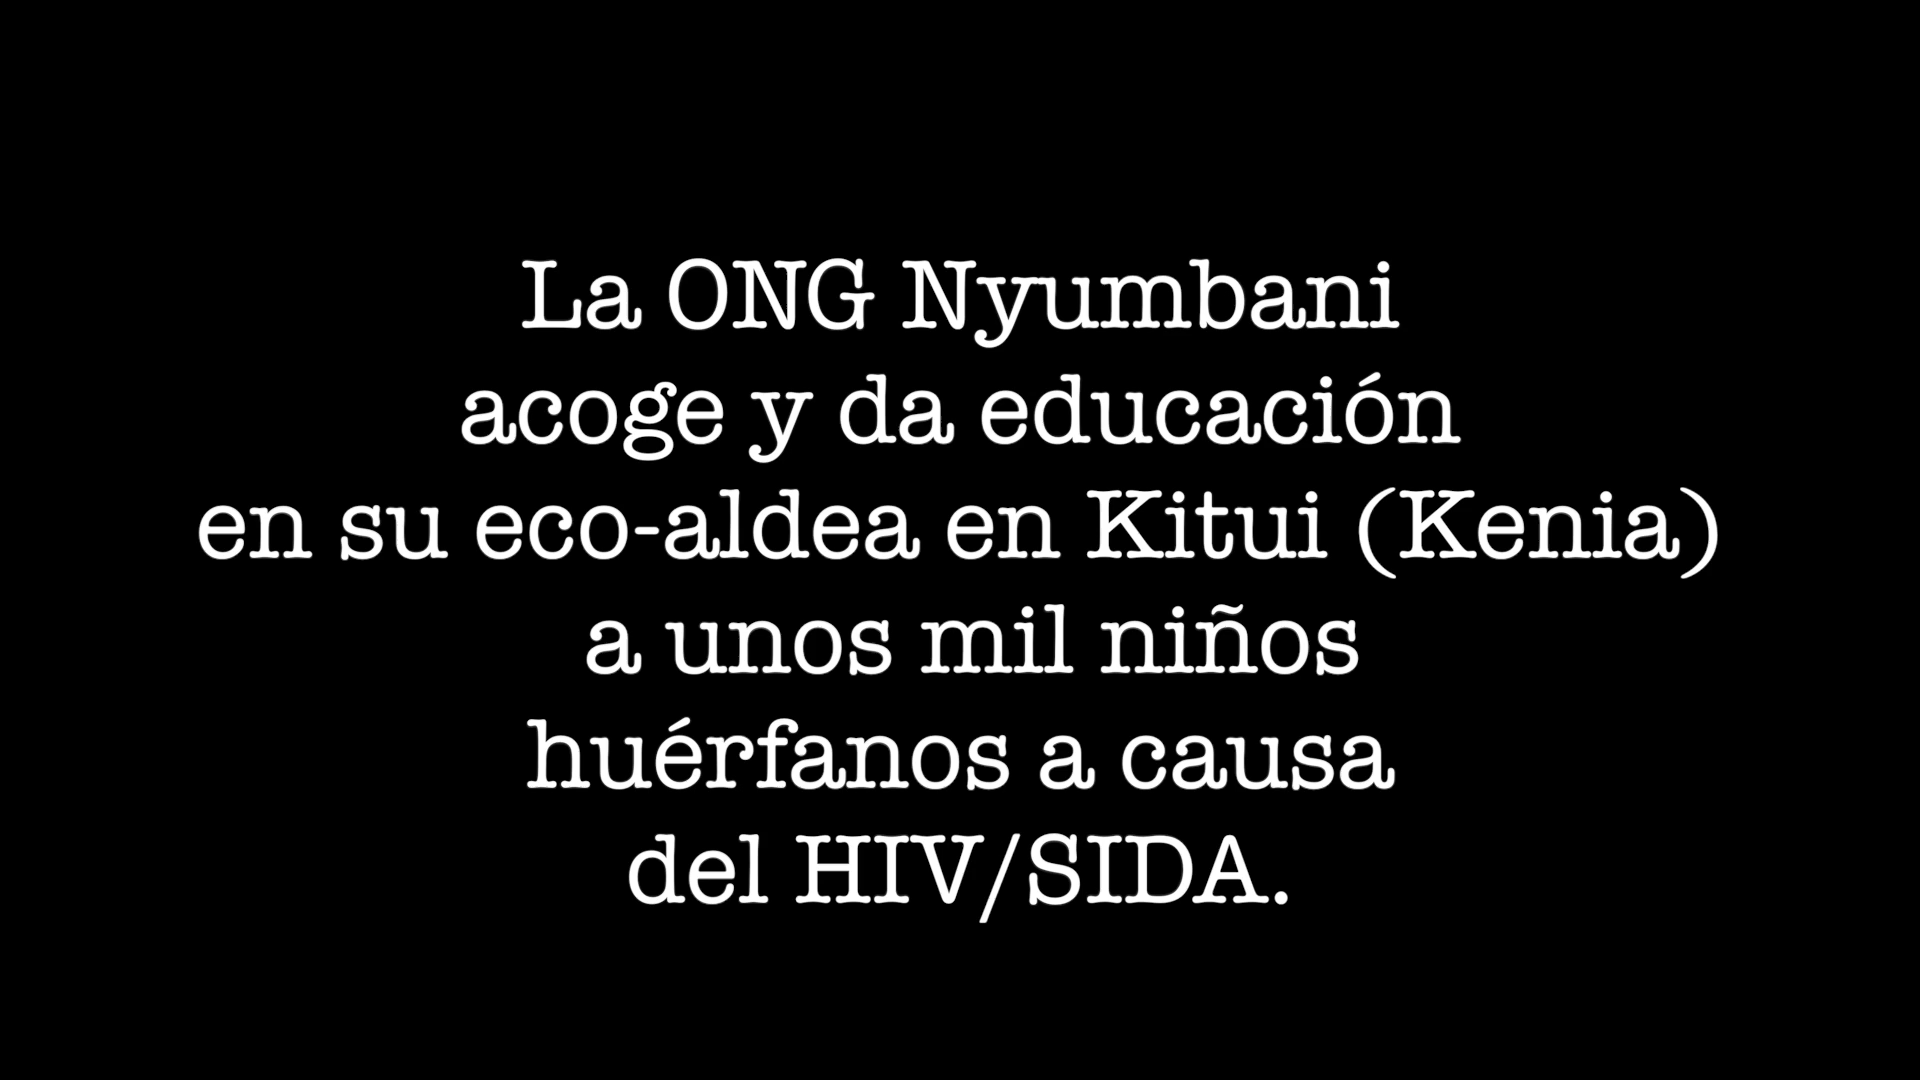 La ONG Nyumbani
acoge y da educación
en su eco-aldea en Kitui (Kenia)
a unos mil niños
huérfanos a causa
del HIV/SIDA.